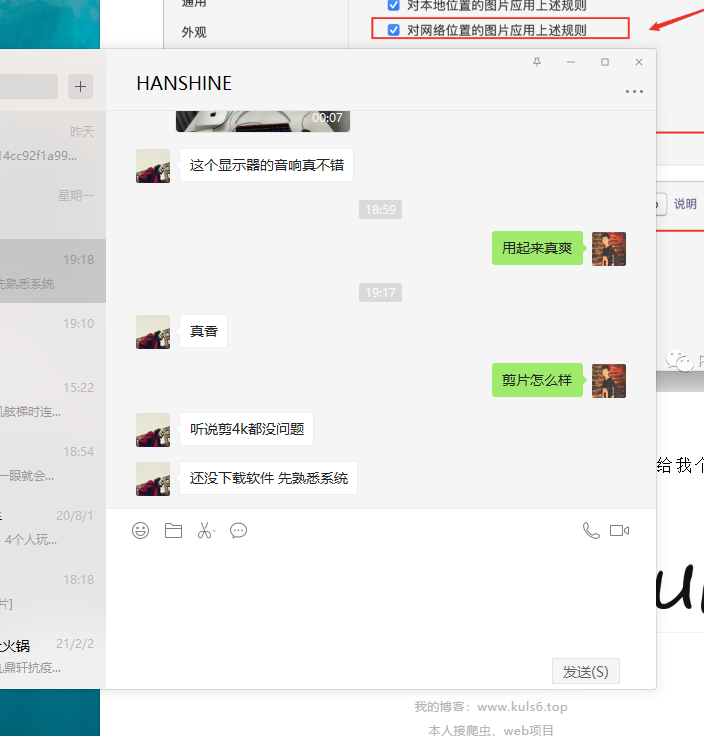 通用
对本地位置的图片应用上述规则
外观
对网络位置的图片应用上述规则
HANSHINE
00:07
昨天
14cc92f1a99...
这个显示器的音响真不错
星期一
说明
18:59
用起来真爽
19:18
先熟悉系统
19:17
19:10
真香
剪片怎么样
15:22
机舷梯时连...
听说剪4k都没问题
18:54
一眼就会...
给我个
还没下载软件 先熟悉系统
20/8/1
4个人玩...
18:18
片]
火锅
21/2/2
九鼎轩抗疫...
发送(S)
我的博客：www.kuls6.top
本人接爬虫、web项目